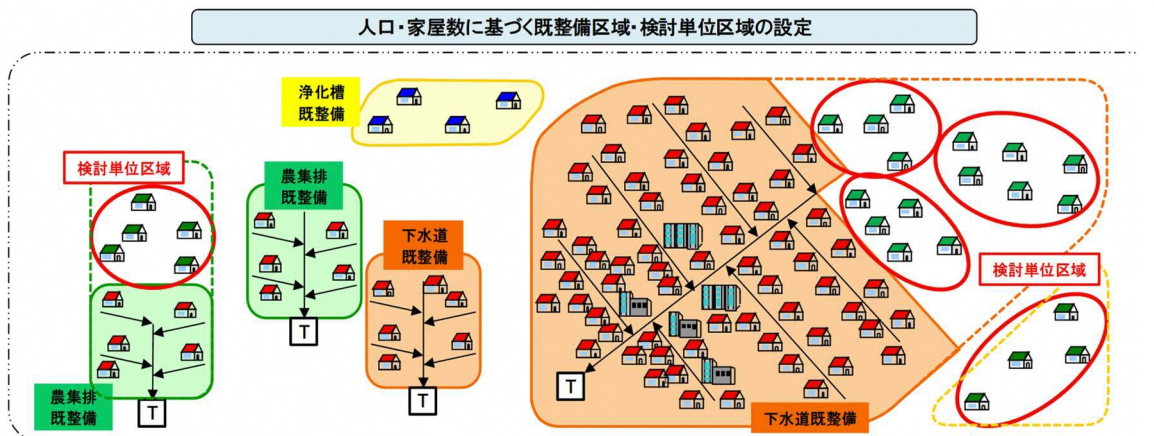 人口・家屋数に基づく既整備区域・検討単位区域の設定
浄化槽
既整備
検討単位区域
農集排
既整備
下水道
既整備
検討単位区域
T
T
T
T
農集排
既整備
下水道既整備